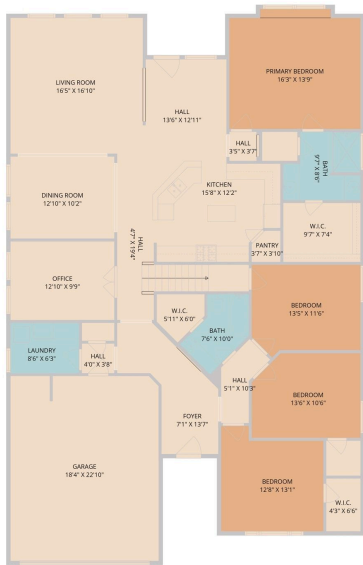 LIVING ROOM
16'5" X 16'10"
HALL
13'6" X 12'11"
PRIMARY BEDROOM
16'3" X 13'9"
HALL
3'5" X 3'7"
BATH
9'7" X 8'6"
DINING ROOM
12'10" X 10'2"
KITCHEN
15'8" X 12'2"
W.I.C.
9'7" X 7'4"
HALL
4'7" X 19'4"
PANTRY
3'7" X 3'10"
OFFICE
12'10" X 9'9"
W.I.C.
5'11" X 6'0"
BATH
7'6" X 10'0"
BEDROOM
13'5" X 11'6"
LAUNDRY
8'6" X 6'3"
HALL
4'0" X 3'8"
HALL
5'1" X 10'3"
BEDROOM
13'6" X 10'6"
FOYER
7'1" X 13'7"
GARAGE
18'4" X 22'10"
BEDROOM
12'8" X 13'1"
W.I.C.
4'3" X 6'6"